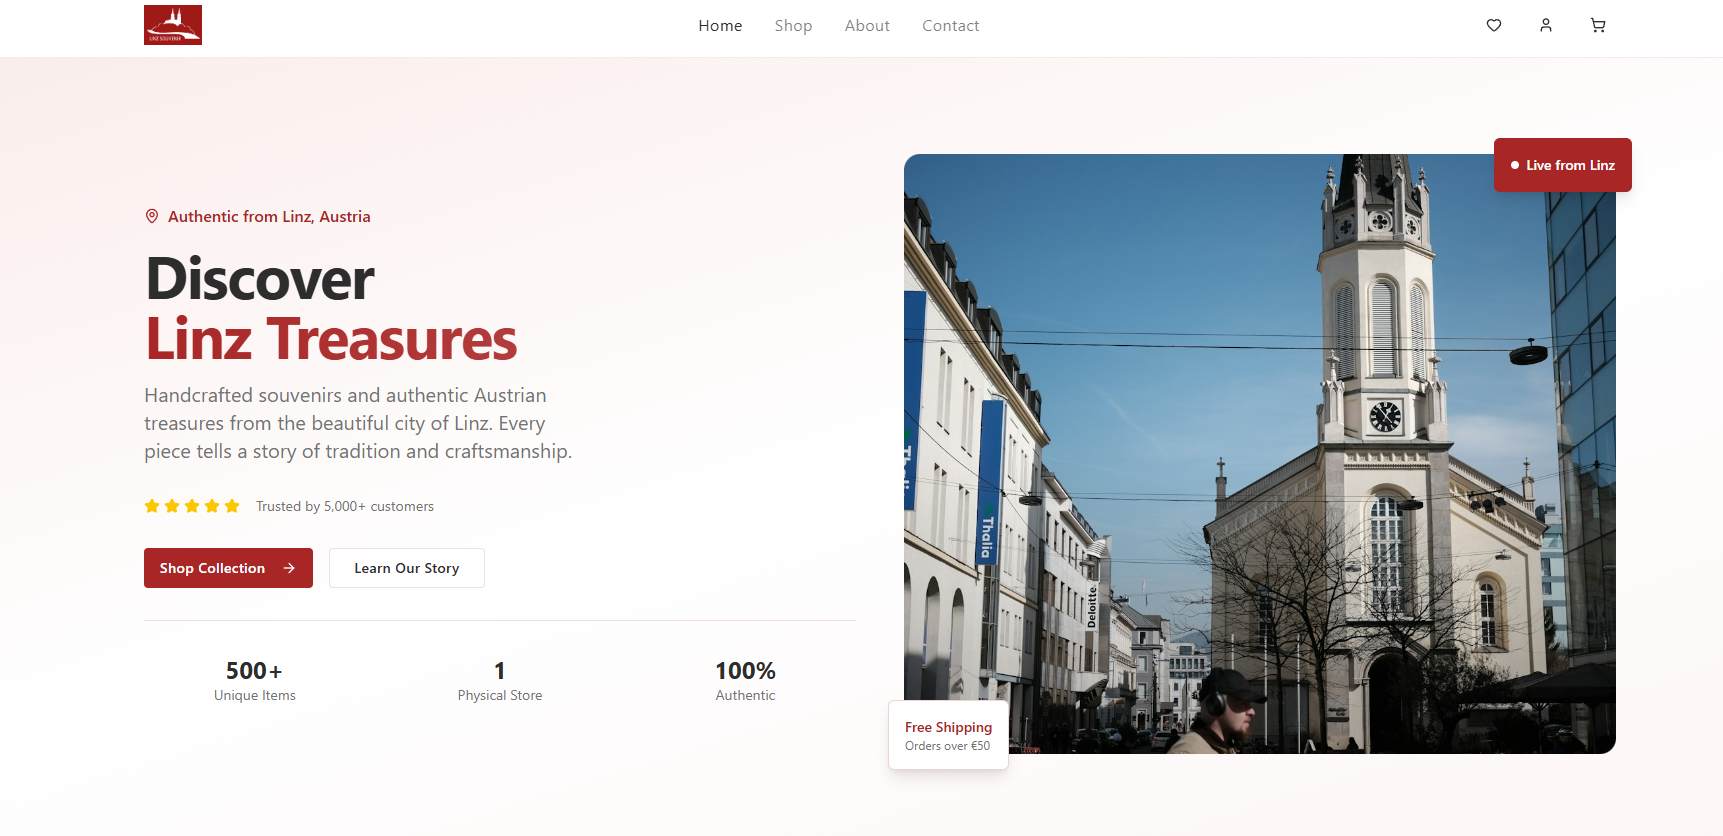 LINZ SOUVENIR
Home
Shop
About
Contact
Live from Linz
Authentic from Linz, Austria
Discover
Linz Treasures
Handcrafted souvenirs and authentic Austrian
treasures from the beautiful city of Linz. Every
piece tells a story of tradition and craftsmanship.
Trusted by 5,000+ customers
Shop Collection
Learn Our Story
500+
Unique Items
1
Physical Store
100%
Authentic
Thalia
Deloitte.
Free Shipping
Orders over €50